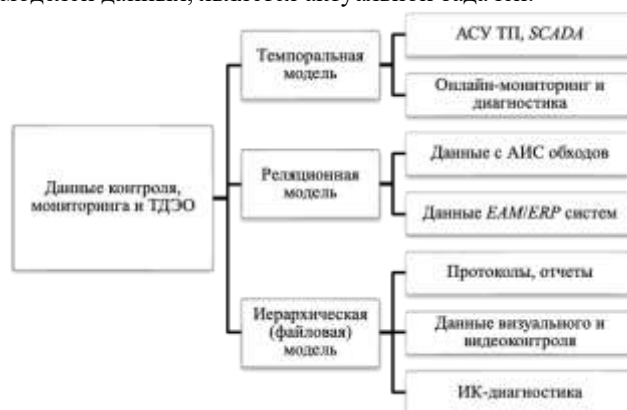 АСУ ТП, SCADA
Темпоральная
модель
Онлайн-мониторинг и
диагностика
Данные с АИС обходов
Данные контроля,
мониторинга и ТДЭО
Реляционная
модель
Данные EAM/ERP систем
Протоколы, отчеты
Иерархическая
(файловая)
модель
Данные визуального и
видеоконтроля
ИК-диагностика